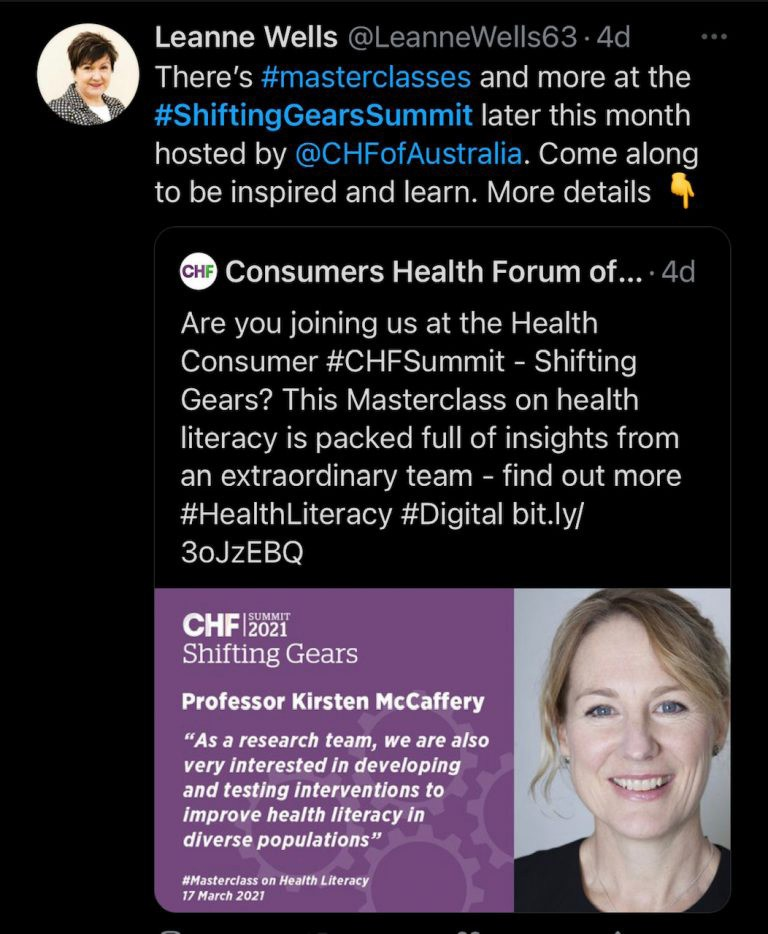 Leanne Wells @LeanneWells63 · 4d
There's #masterclasses and more at the
#ShiftingGearsSummit later this month
hosted by @CHFofAustralia. Come along
to be inspired and learn. More details 👇
CHF Consumers Health Forum of... · 4d
Are you joining us at the Health
Consumer #CHFSummit - Shifting
Gears? This Masterclass on health
literacy is packed full of insights from
an extraordinary team - find out more
#HealthLiteracy #Digital bit.ly/
3oJzEBQ
CHF SUMMIT
2021
Shifting Gears
Professor Kirsten McCaffery
“As a research team, we are also
very interested in developing
and testing interventions to
improve health literacy in
diverse populations”
#Masterclass on Health Literacy
17 March 2021